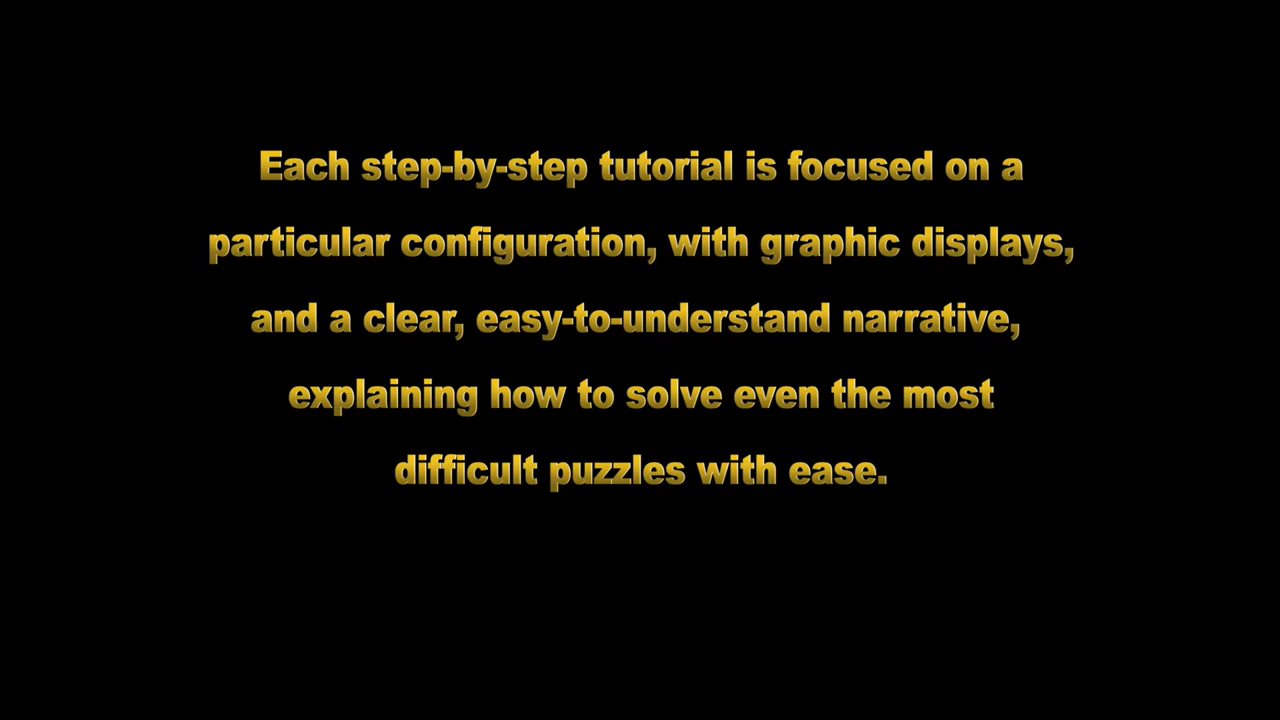 Each step-by-step tutorial is focused on a
particular configuration, with graphic displays,
and a clear, easy-to-understand narrative,
explaining how to solve even the most
difficult puzzles with ease.